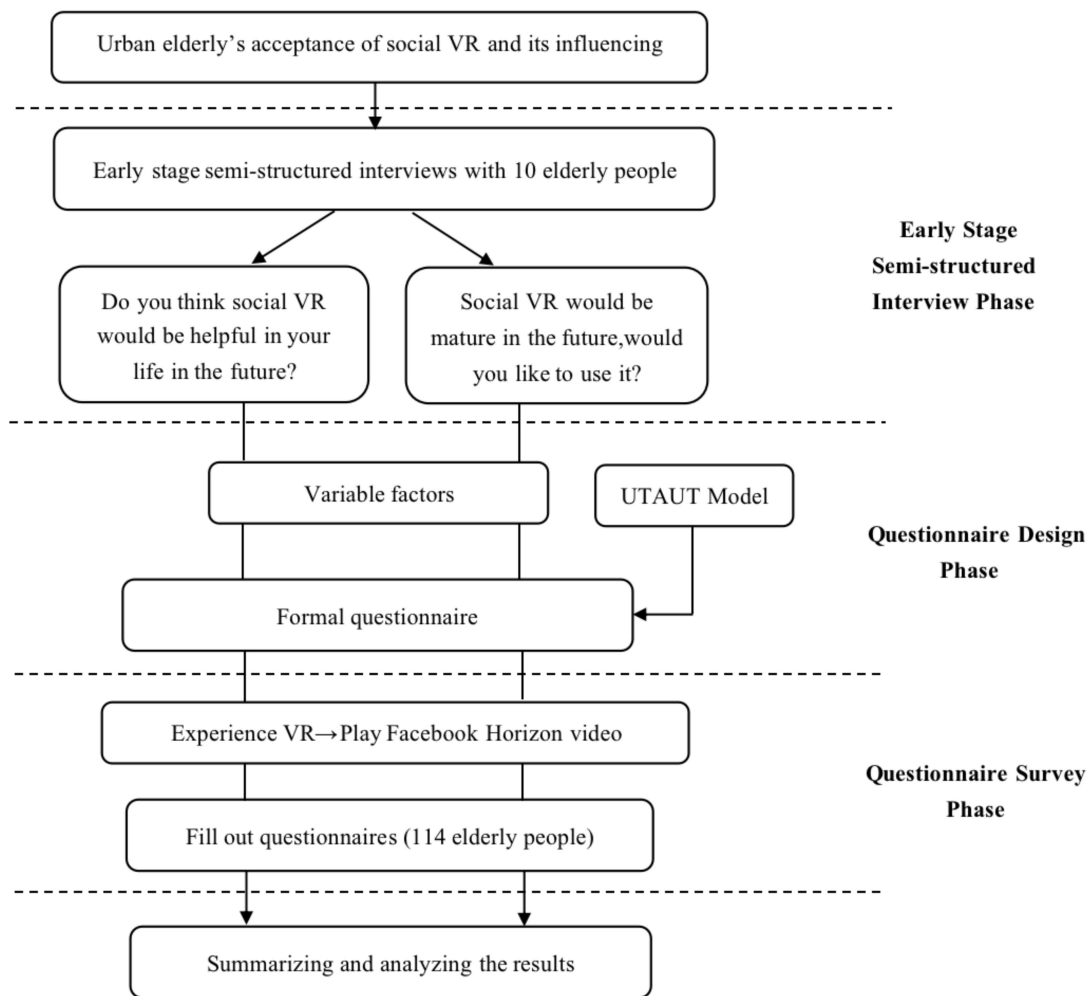 Urban elderly's acceptance of social VR and its influencing
Early stage semi-structured interviews with 10 elderly people
Early Stage
Semi-structured
Interview Phase
Do you think social VR
would be helpful in your
life in the future?
Social VR would be
mature in the future,would
you like to use it?
Variable factors
UTAUT Model
Questionnaire Design
Phase
Formal questionnaire
Experience VR→Play Facebook Horizon video
Questionnaire Survey
Phase
Fill out questionnaires (114 elderly people)
Summarizing and analyzing the results